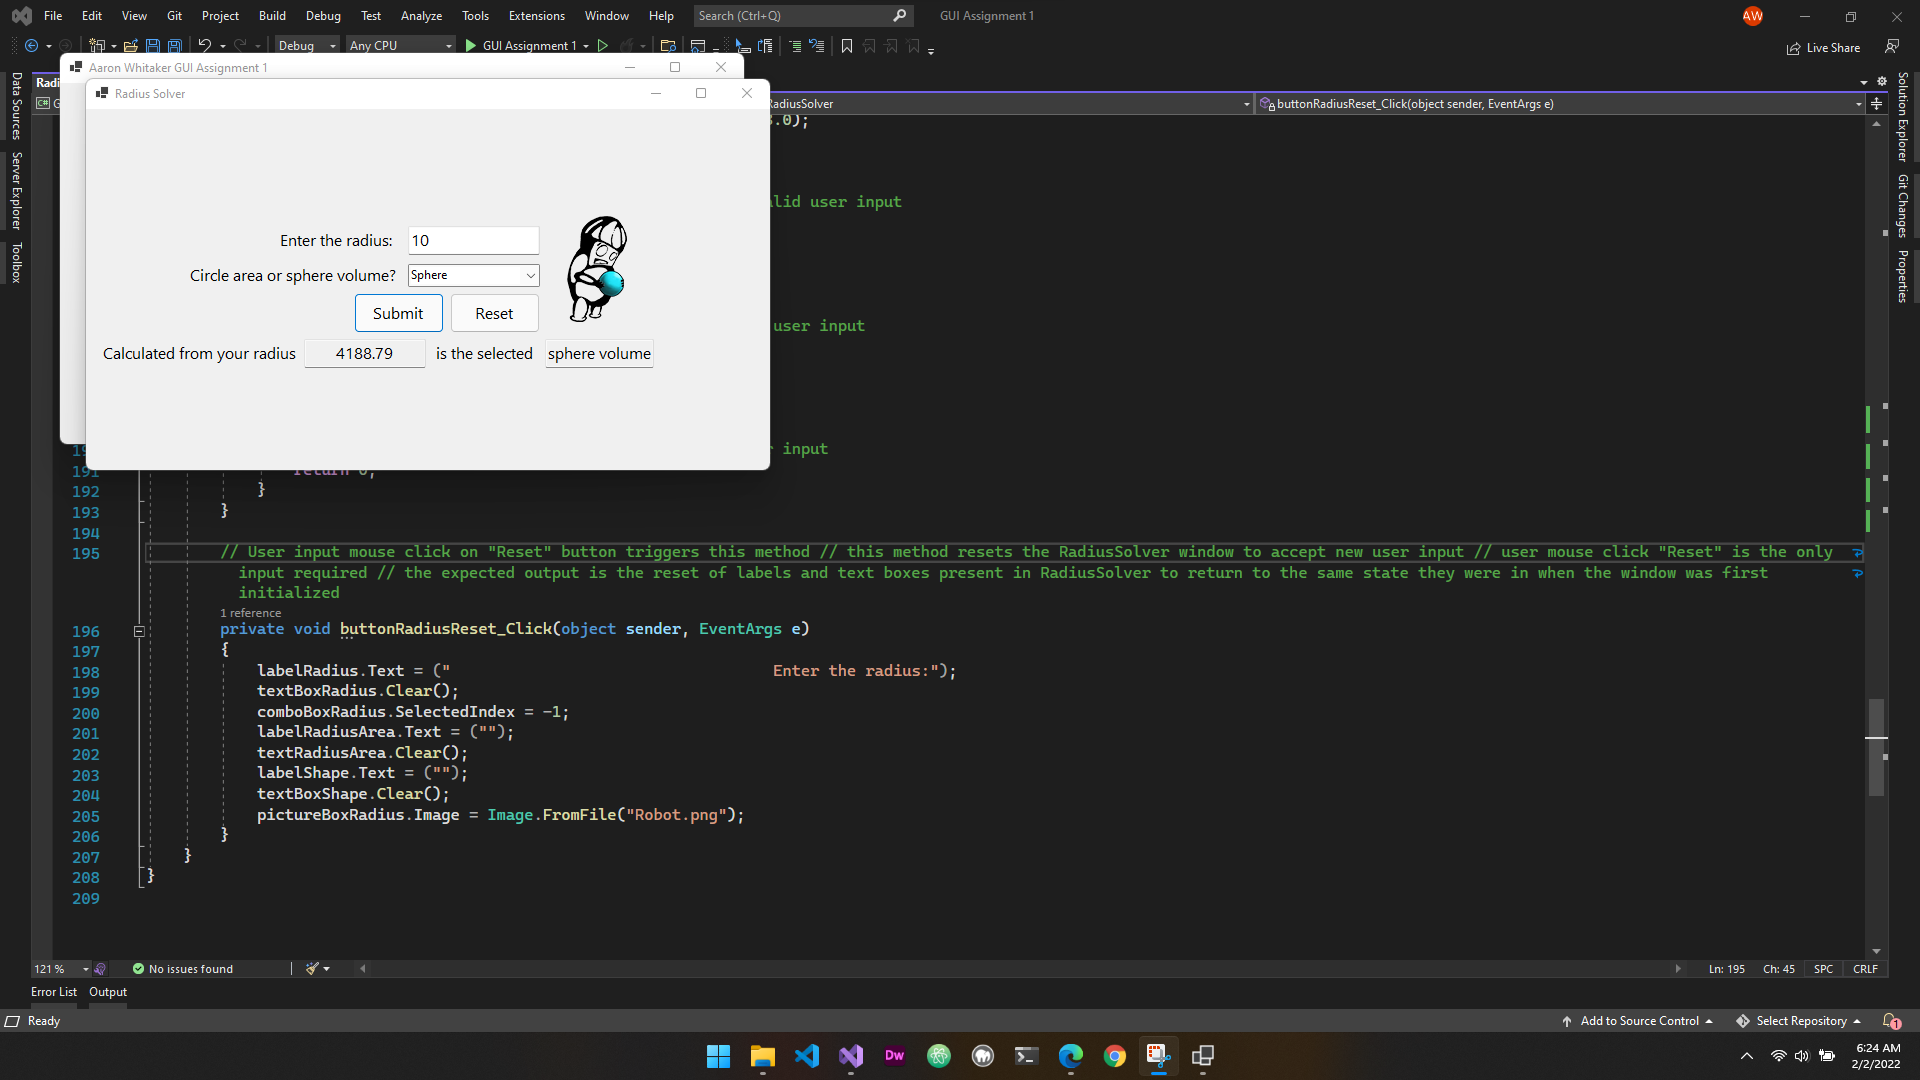 File Edit View Git Project Build Debug Test Analyze Tools Extensions Window Help Search (Ctrl+Q) GUI Assignment 1 AW
Debug Any CPU GUI Assignment 1 Live Share
Aaron Whitaker GUI Assignment 1
Radius Solver
Data Sources
Server Explorer
Toolbox
Solution Explorer
Git Changes
Properties
Radi
C# G
RadiusSolver
buttonRadiusReset_Click(object sender, EventArgs e)
.0);
lid user input
user input
input
Enter the radius: 10
Circle area or sphere volume? Sphere
Submit Reset
Calculated from your radius 4188.79 is the selected sphere volume
191
192 }
193 }
194
195 // User input mouse click on "Reset" button triggers this method // this method resets the RadiusSolver window to accept new user input // user mouse click "Reset" is the only
input required // the expected output is the reset of labels and text boxes present in RadiusSolver to return to the same state they were in when the window was first
initialized
1 reference
196 private void buttonRadiusReset_Click(object sender, EventArgs e)
197 {
198 labelRadius.Text = (" Enter the radius:");
199 textBoxRadius.Clear();
200 comboBoxRadius.SelectedIndex = -1;
201 labelRadiusArea.Text = ("");
202 textRadiusArea.Clear();
203 labelShape.Text = ("");
204 textBoxShape.Clear();
205 pictureBoxRadius.Image = Image.FromFile("Robot.png");
206 }
207 }
208 }
209
121 % No issues found Ln: 195 Ch: 45 SPC CRLF
Error List Output
Ready Add to Source Control Select Repository 1
Dw
6:24 AM
2/2/2022